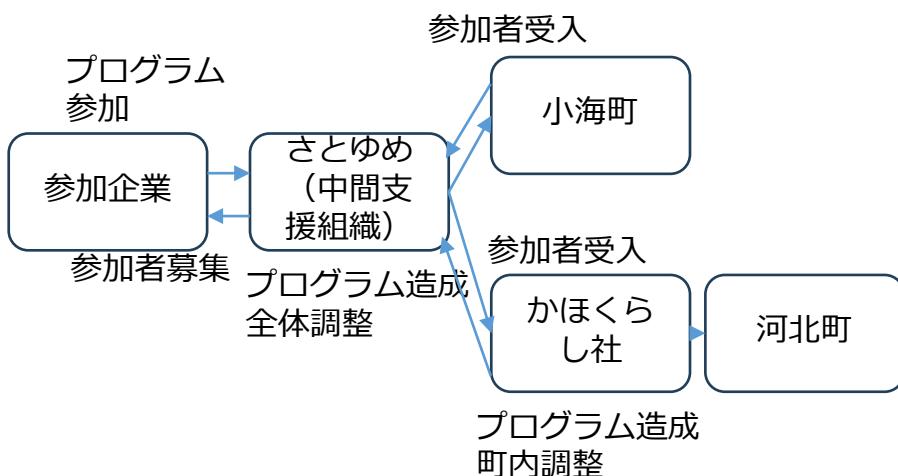 参加者受入
プログラム
参加
小海町
さとゆめ
（中間支
援組織）
参加企業
参加者募集
参加者受入
プログラム造成
全体調整
かほくら
し社
河北町
プログラム造成
町内調整